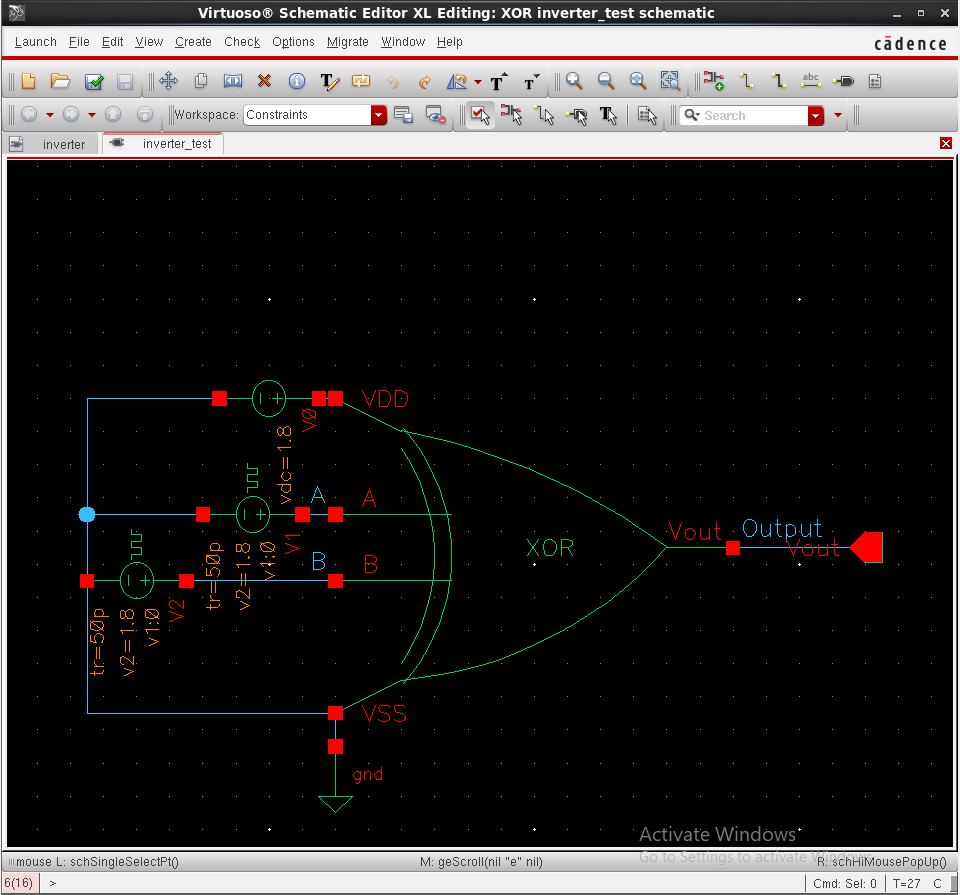 Virtuoso® Schematic Editor XL Editing: XOR inverter_test schematic
Launch File Edit View Create Check Options Migrate Window Help
cādence
T T T
abc
Workspace: Constraints
T
Search
inverter inverter_test
VDD
V0
vdc=1.8
A A
V1
Vout Output
Vout
XOR
B B
tr=50p
v2=1.8
v1:0
V2
tr=50p
v2=1.8
v1:0
VSS
gnd
Activate Windows
Go to Settings to activate Windows.
mouse L: schSingleSelectPt() M: geScroll(nil "e" nil) R: schHiMousePopUp()
6(16) > Cmd: Sel: 0 T=27 C